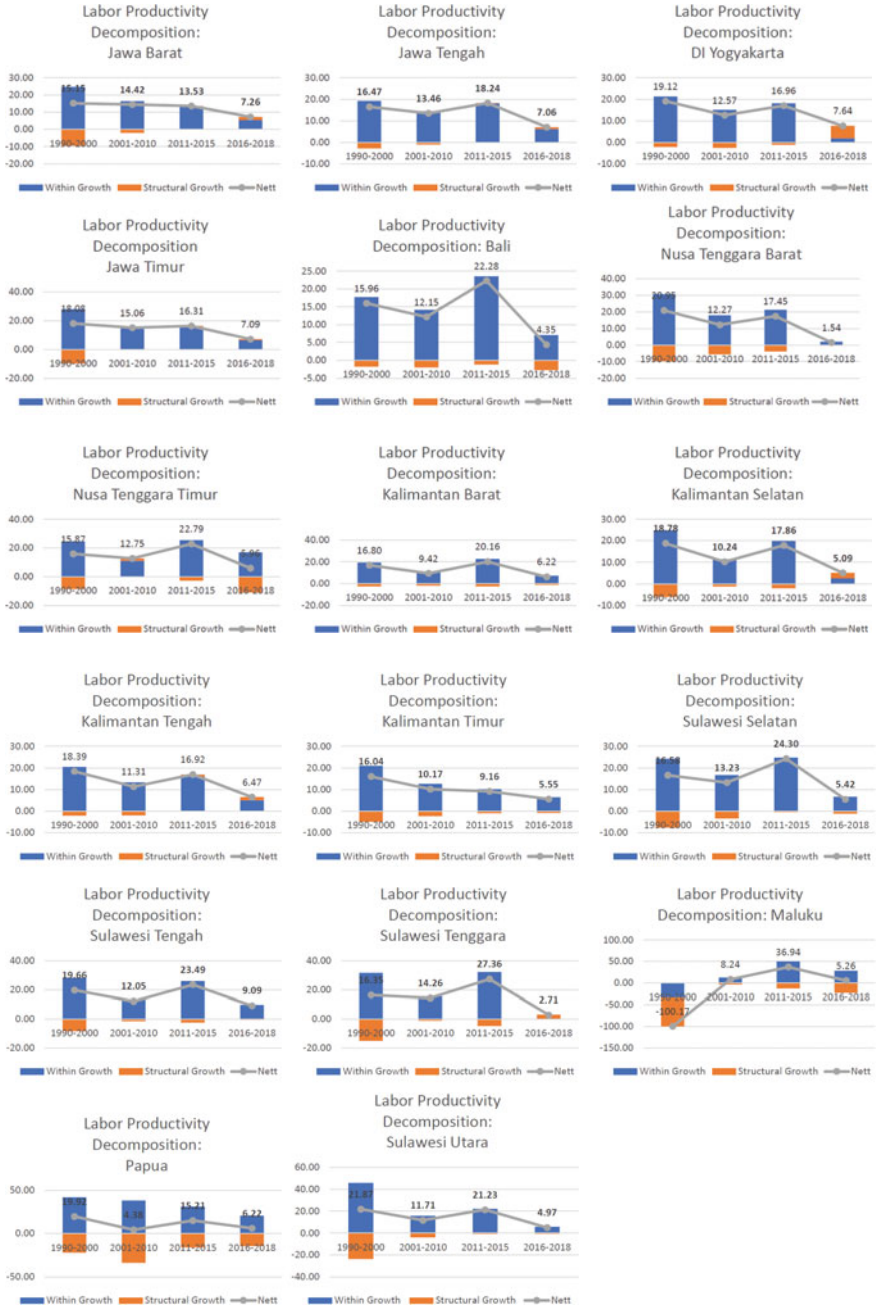 Labor Productivity
Decomposition:
Jawa Barat
30.00
20.00
10.00
0.00
-10.00
-20.00
15.15
14.42
13.53
7.26
1990-2000 2001-2010 2011-2015 2016-2018
Within Growth Structural Growth Nett
Labor Productivity
Decomposition:
Jawa Tengah
30.00
20.00
10.00
0.00
-10.00
16.47
13.46
18.24
7.06
1990-2000 2001-2010 2011-2015 2016-2018
Within Growth Structural Growth Nett
Labor Productivity
Decomposition:
DI Yogyakarta
30.00
20.00
10.00
0.00
-10.00
19.12
12.57
16.96
7.64
1990-2000 2001-2010 2011-2015 2016-2018
Within Growth Structural Growth Nett
Labor Productivity
Decomposition
Jawa Timur
40.00
20.00
0.00
-20.00
18.08
15.06
16.31
7.09
1990-2000 2001-2010 2011-2015 2016-2018
Within Growth Structural Growth Nett
Labor Productivity
Decomposition: Bali
25.00
20.00
15.00
10.00
5.00
0.00
-5.00
15.96
12.15
22.28
4.35
1990-2000 2001-2010 2011-2015 2016-2018
Within Growth Structural Growth Nett
Labor Productivity
Decomposition:
Nusa Tenggara Barat
40.00
30.00
20.00
10.00
0.00
-10.00
-20.00
20.95
12.27
17.45
1.54
1990-2000 2001-2010 2011-2015 2016-2018
Within Growth Structural Growth Nett
Labor Productivity
Decomposition:
Nusa Tenggara Timur
40.00
20.00
0.00
-20.00
15.87
12.75
22.79
1990-2000 2001-2010 2011-2015 2016-2018
Within Growth Structural Growth Nett
Labor Productivity
Decomposition:
Kalimantan Barat
40.00
20.00
0.00
-20.00
16.80
9.42
20.16
6.22
1990-2000 2001-2010 2011-2015 2016-2018
Within Growth Structural Growth Nett
Labor Productivity
Decomposition:
Kalimantan Selatan
30.00
20.00
10.00
0.00
-10.00
18.78
10.24
17.86
5.09
1990-2000 2001-2010 2011-2015 2016-2018
Within Growth Structural Growth Nett
Labor Productivity
Decomposition:
Kalimantan Tengah
30.00
20.00
10.00
0.00
-10.00
18.39
11.31
16.92
6.47
1990-2000 2001-2010 2011-2015 2016-2018
Within Growth Structural Growth Nett
Labor Productivity
Decomposition:
Kalimantan Timur
30.00
20.00
10.00
0.00
-10.00
16.04
10.17
9.16
5.55
1990-2000 2001-2010 2011-2015 2016-2018
Within Growth Structural Growth Nett
Labor Productivity
Decomposition:
Sulawesi Selatan
30.00
20.00
10.00
0.00
-10.00
16.58
13.23
24.30
5.42
1990-2000 2001-2010 2011-2015 2016-2018
Within Growth Structural Growth Nett
Labor Productivity
Decomposition:
Sulawesi Tengah
40.00
20.00
0.00
-20.00
19.66
12.05
23.49
9.09
1990-2000 2001-2010 2011-2015 2016-2018
Within Growth Structural Growth Nett
Labor Productivity
Decomposition:
Sulawesi Tenggara
40.00
20.00
0.00
-20.00
16.35
14.26
27.36
2.71
1990-2000 2001-2010 2011-2015 2016-2018
Within Growth Structural Growth Nett
Labor Productivity
Decomposition: Maluku
100.00
50.00
0.00
-50.00
-100.00
-150.00
-100.17
8.24
36.94
5.26
1990-2000 2001-2010 2011-2015 2016-2018
Within Growth Structural Growth Nett
Labor Productivity
Decomposition:
Papua
50.00
0.00
-50.00
19.92
4.38
15.21
6.22
1990-2000 2001-2010 2011-2015 2016-2018
Within Growth Structural Growth Nett
Labor Productivity
Decomposition:
Sulawesi Utara
60.00
40.00
20.00
0.00
-20.00
-40.00
21.87
11.71
21.23
4.97
1990-2000 2001-2010 2011-2015 2016-2018
Within Growth Structural Growth Nett